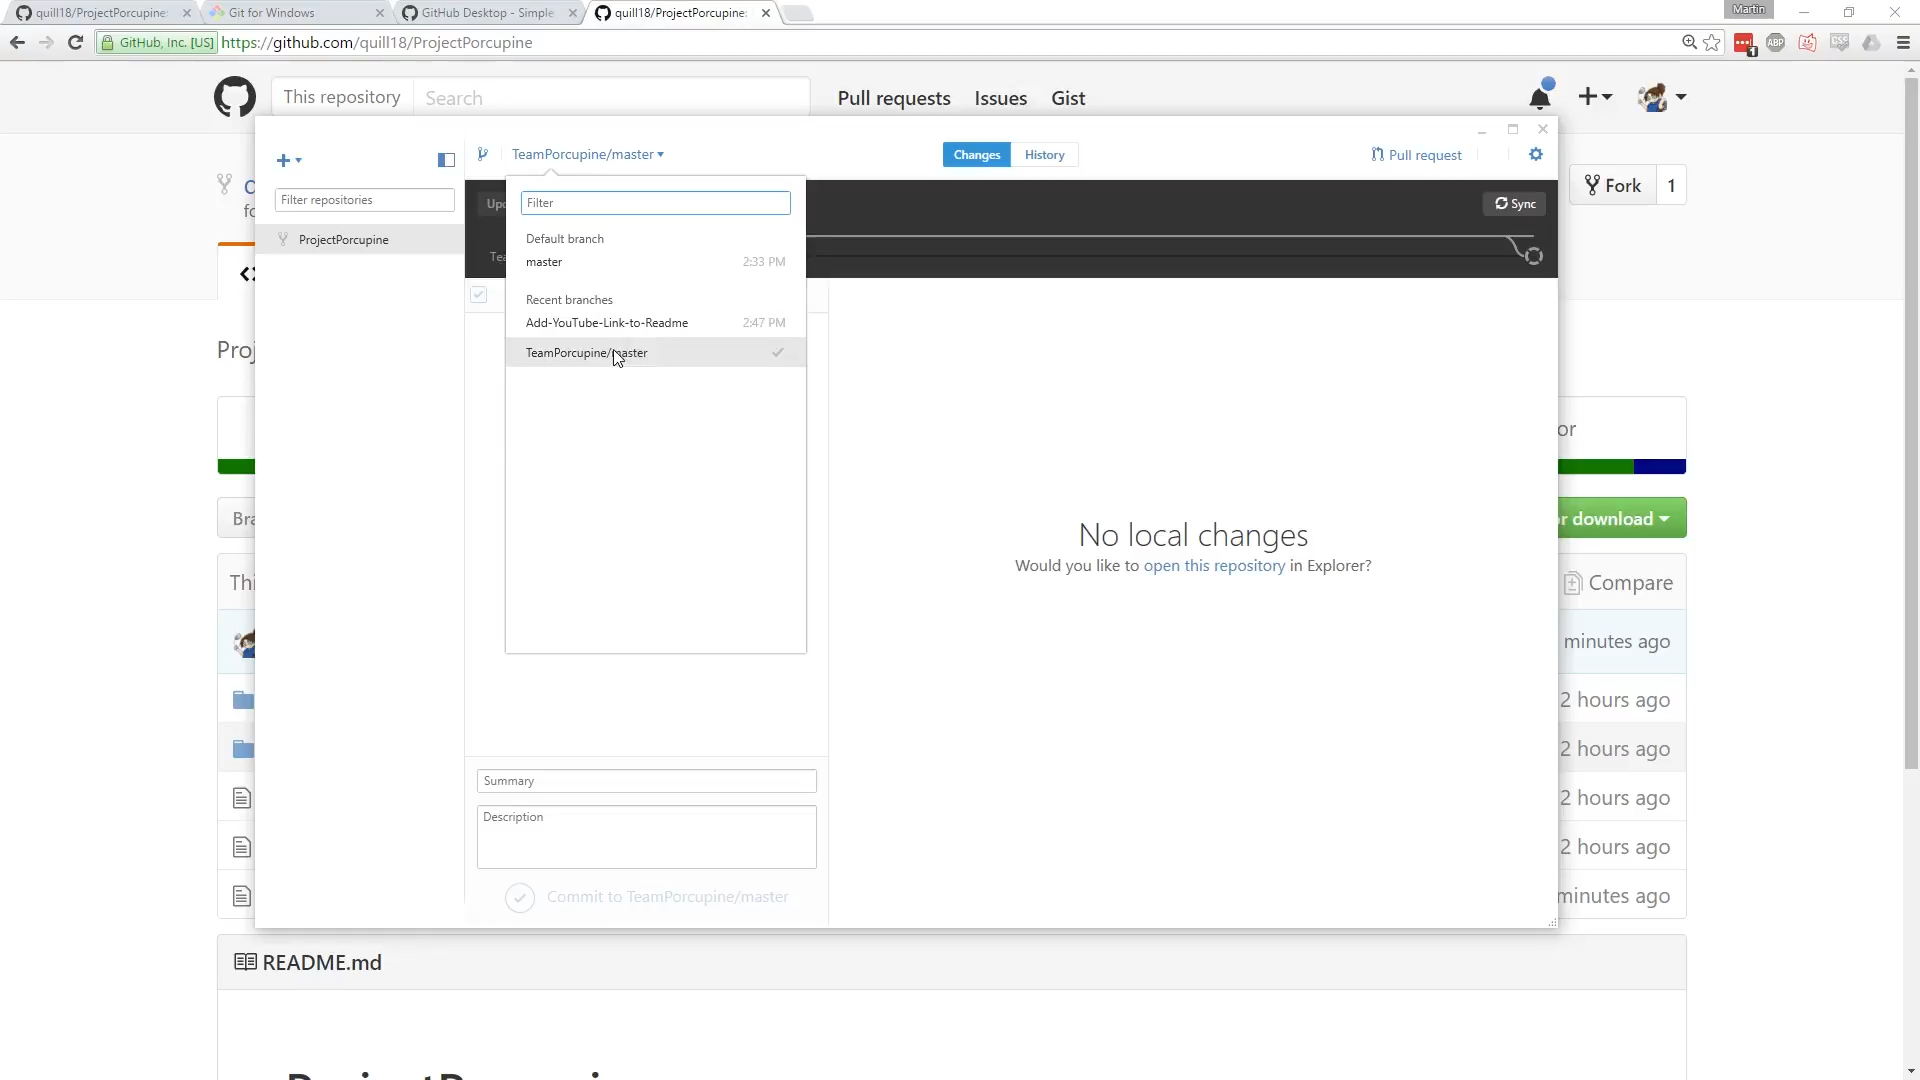 quill18/ProjectPorcupine
Git for Windows
GitHub Desktop - Simple
quill18/ProjectPorcupine:
Martin
GitHub, Inc. [US]
https://github.com/quill18/ProjectPorcupine
1
ABP
CSS
This repository
Search
Pull requests
Issues
Gist
TeamPorcupine/master
Changes
History
Pull request
Fork
1
Filter repositories
Filter
Sync
ProjectPorcupine
Default branch
master
2:33 PM
Recent branches
Add-YouTube-Link-to-Readme
2:47 PM
TeamPorcupine/master
No local changes
Would you like to open this repository in Explorer?
download
Compare
minutes ago
2 hours ago
2 hours ago
2 hours ago
2 hours ago
minutes ago
Summary
Description
Commit to TeamPorcupine/master
README.md